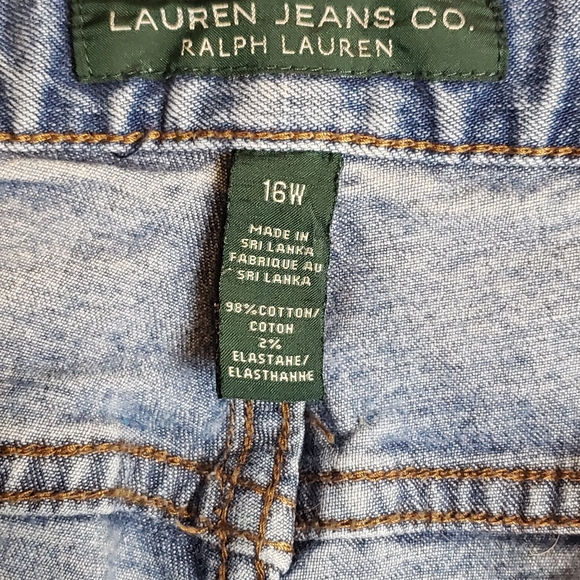 LAUREN JEANS CO.
RALPH LAUREN
16W
MADE IN
SRI LANKA
FABRIQUE AU
SRI LANKA
98% COTTON/
COTON
2%
ELASTANE/
ELASTHANNE